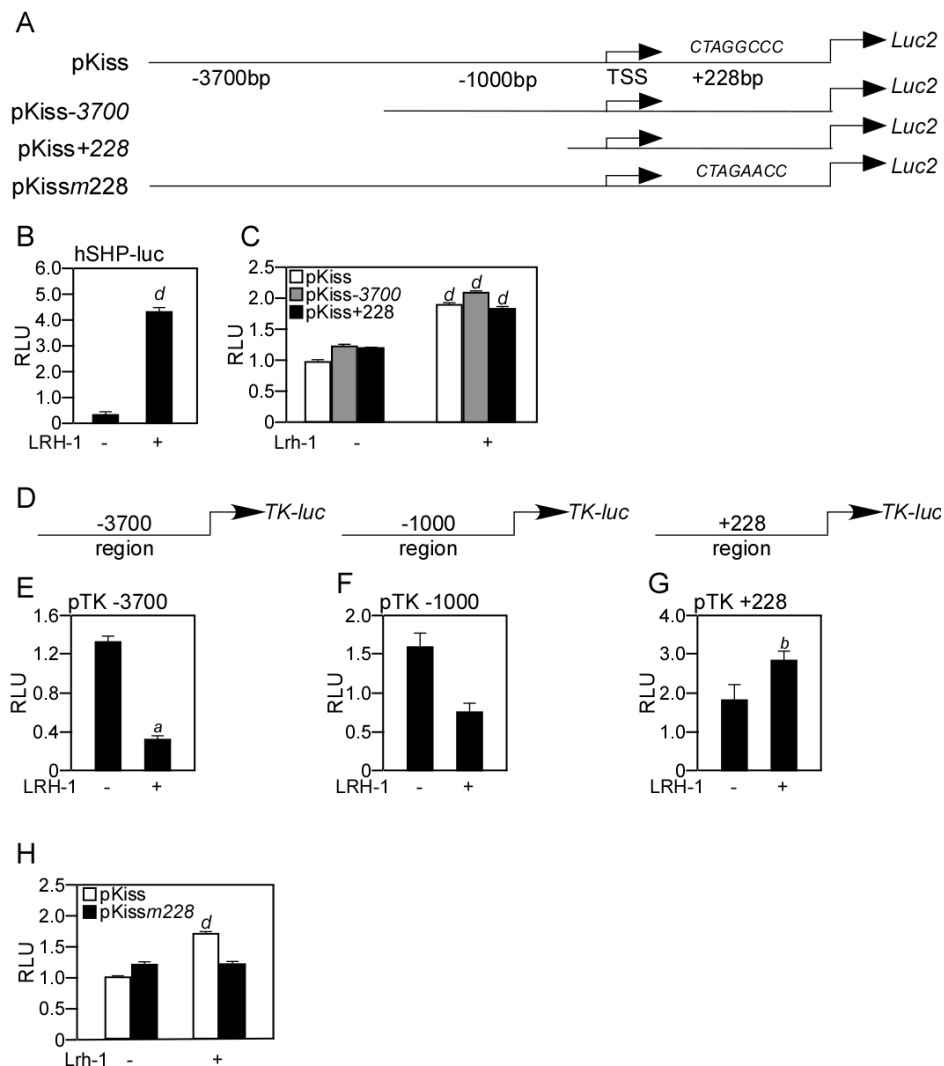 A
pKiss CTAGGCCC Luc2
-3700bp -1000bp TSS +228bp
pKiss-3700 Luc2
pKiss+228 Luc2
pKissm228 CTAGAACC Luc2
B
hSHP-luc
RLU
6.0
5.0
4.0
3.0
2.0
1.0
0
d
LRH-1 - +
C
RLU
2.5
2.0
1.5
1.0
0.5
0
pKiss
pKiss-3700
pKiss+228
d d d
Lrh-1 - +
D
-3700 TK-luc
region
-1000 TK-luc
region
+228 TK-luc
region
E
pTK -3700
RLU
1.6
1.2
0.8
0.4
0
a
LRH-1 - +
F
pTK -1000
RLU
2.0
1.5
1.0
0.5
0
LRH-1 - +
G
pTK +228
RLU
4.0
3.0
2.0
1.0
0
b
LRH-1 - +
H
RLU
2.5
2.0
1.5
1.0
0.5
0
pKiss
pKissm228
d
Lrh-1 - +